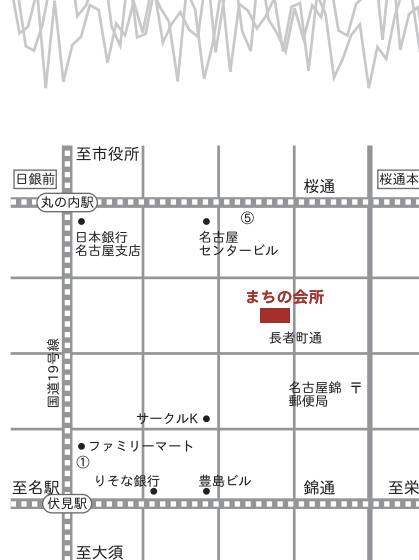 至市役所
日銀前
桜通
桜通本
丸の内駅
⑤
日本銀行
名古屋支店
名古屋
センタービル
まちの会所
長者町通
国道19号線
名古屋錦 〒
郵便局
サークルK
ファミリーマート
①
りそな銀行
豊島ビル
至名駅
錦通
至栄
伏見駅
至大須